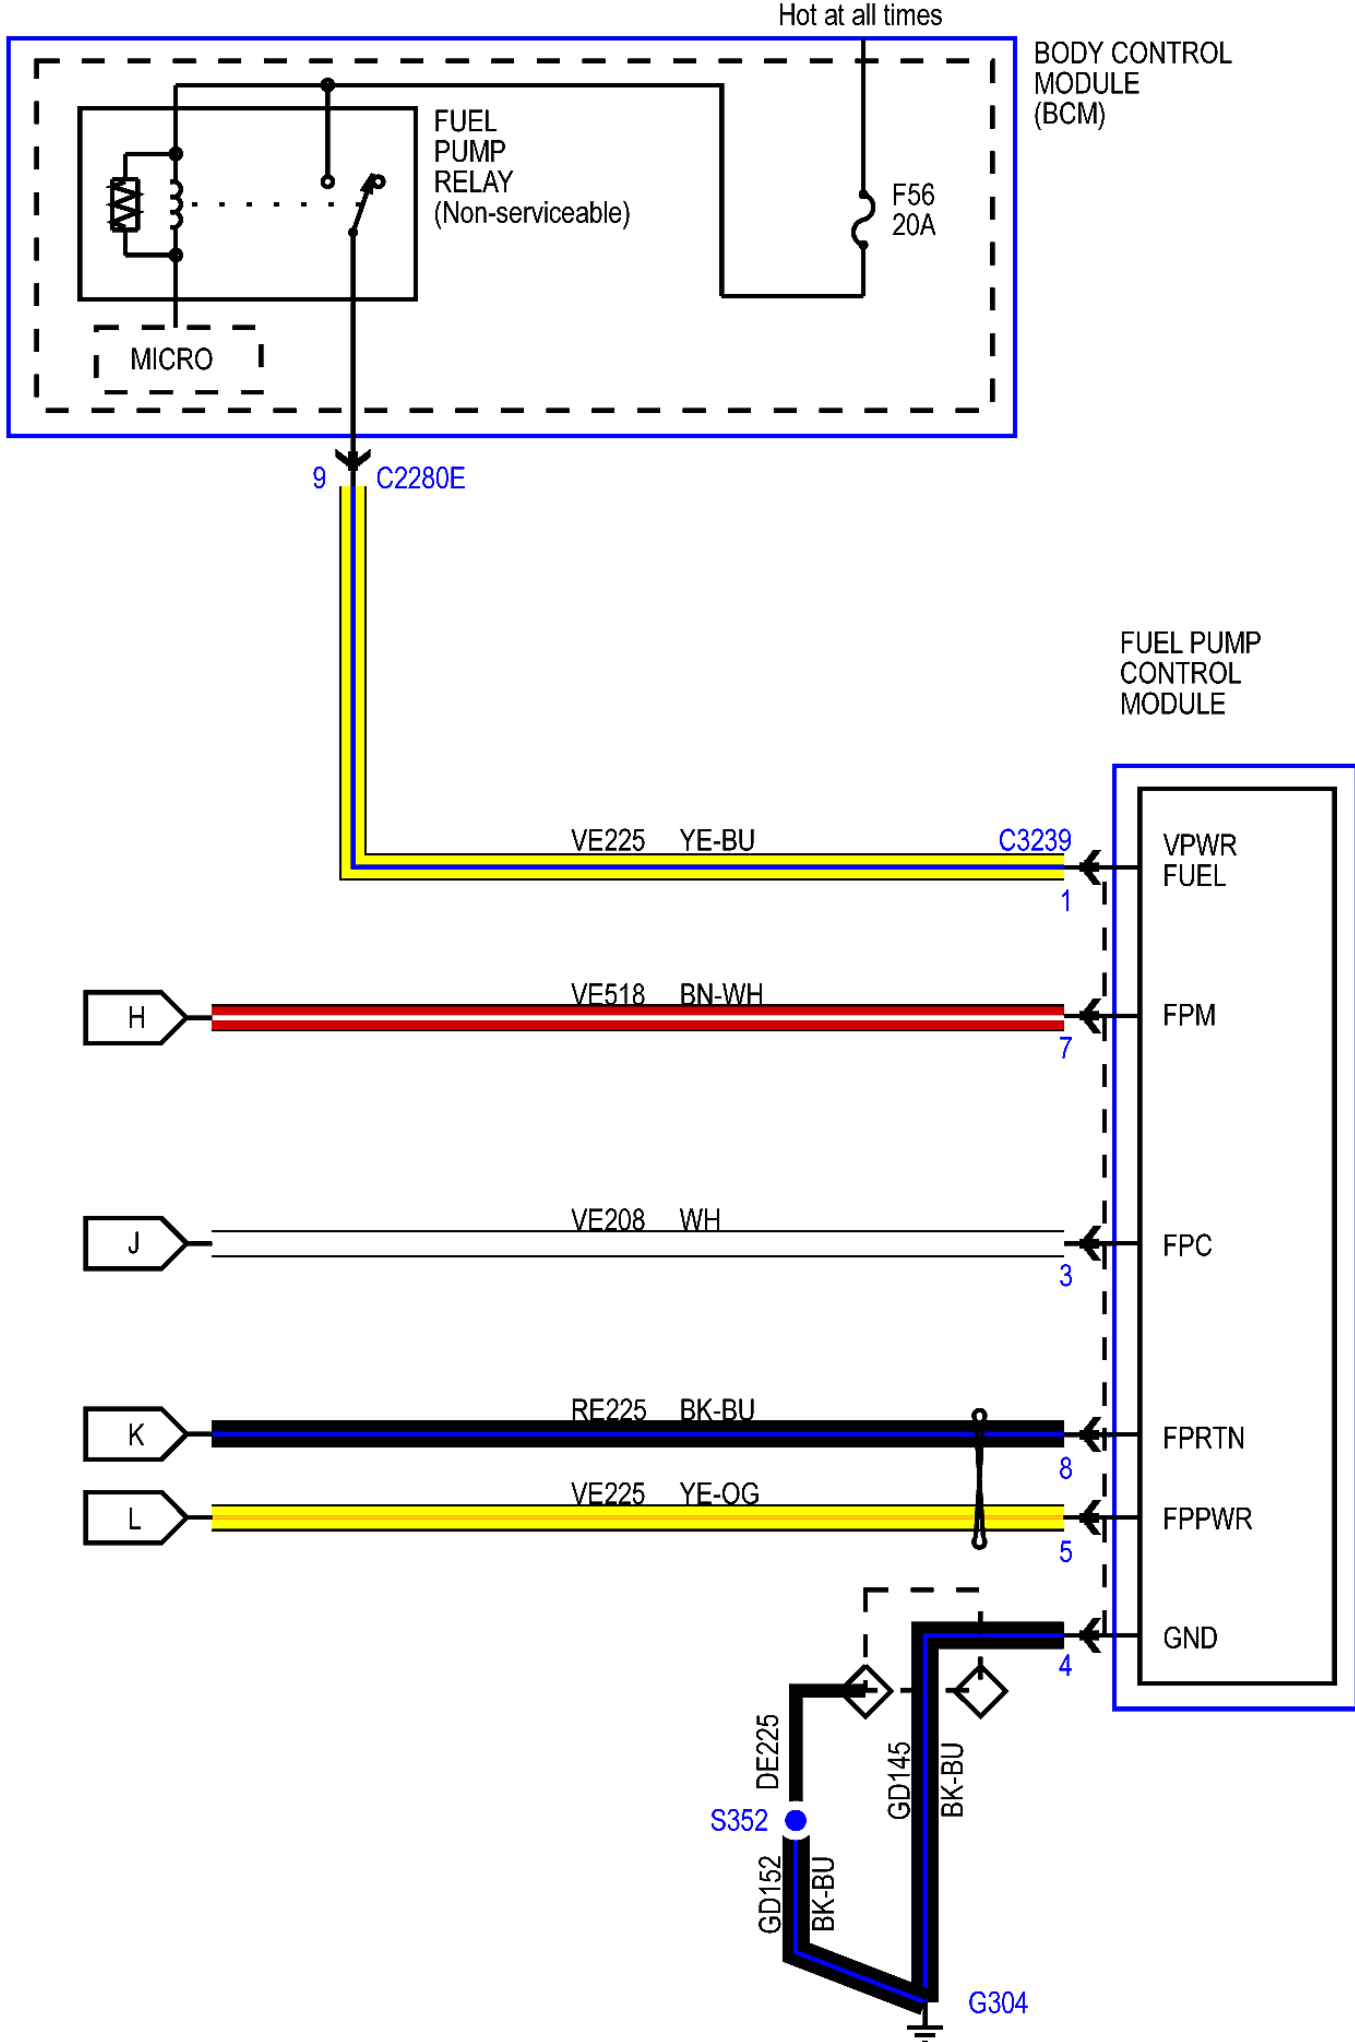 Hot at all times
BODY CONTROL
MODULE
(BCM)
FUEL
PUMP
RELAY
(Non-serviceable)
F56
20A
MICRO
9 C2280E
FUEL PUMP
CONTROL
MODULE
VE225 YE-BU C3239
1
VPWR
FUEL
H
VE518 BN-WH
7
FPM
J
VE208 WH
3
FPC
K
RE225 BK-BU
8
FPRTN
L
VE225 YE-OG
5
FPPWR
4
GND
DE225
GD145
BK-BU
S352
GD152
BK-BU
G304